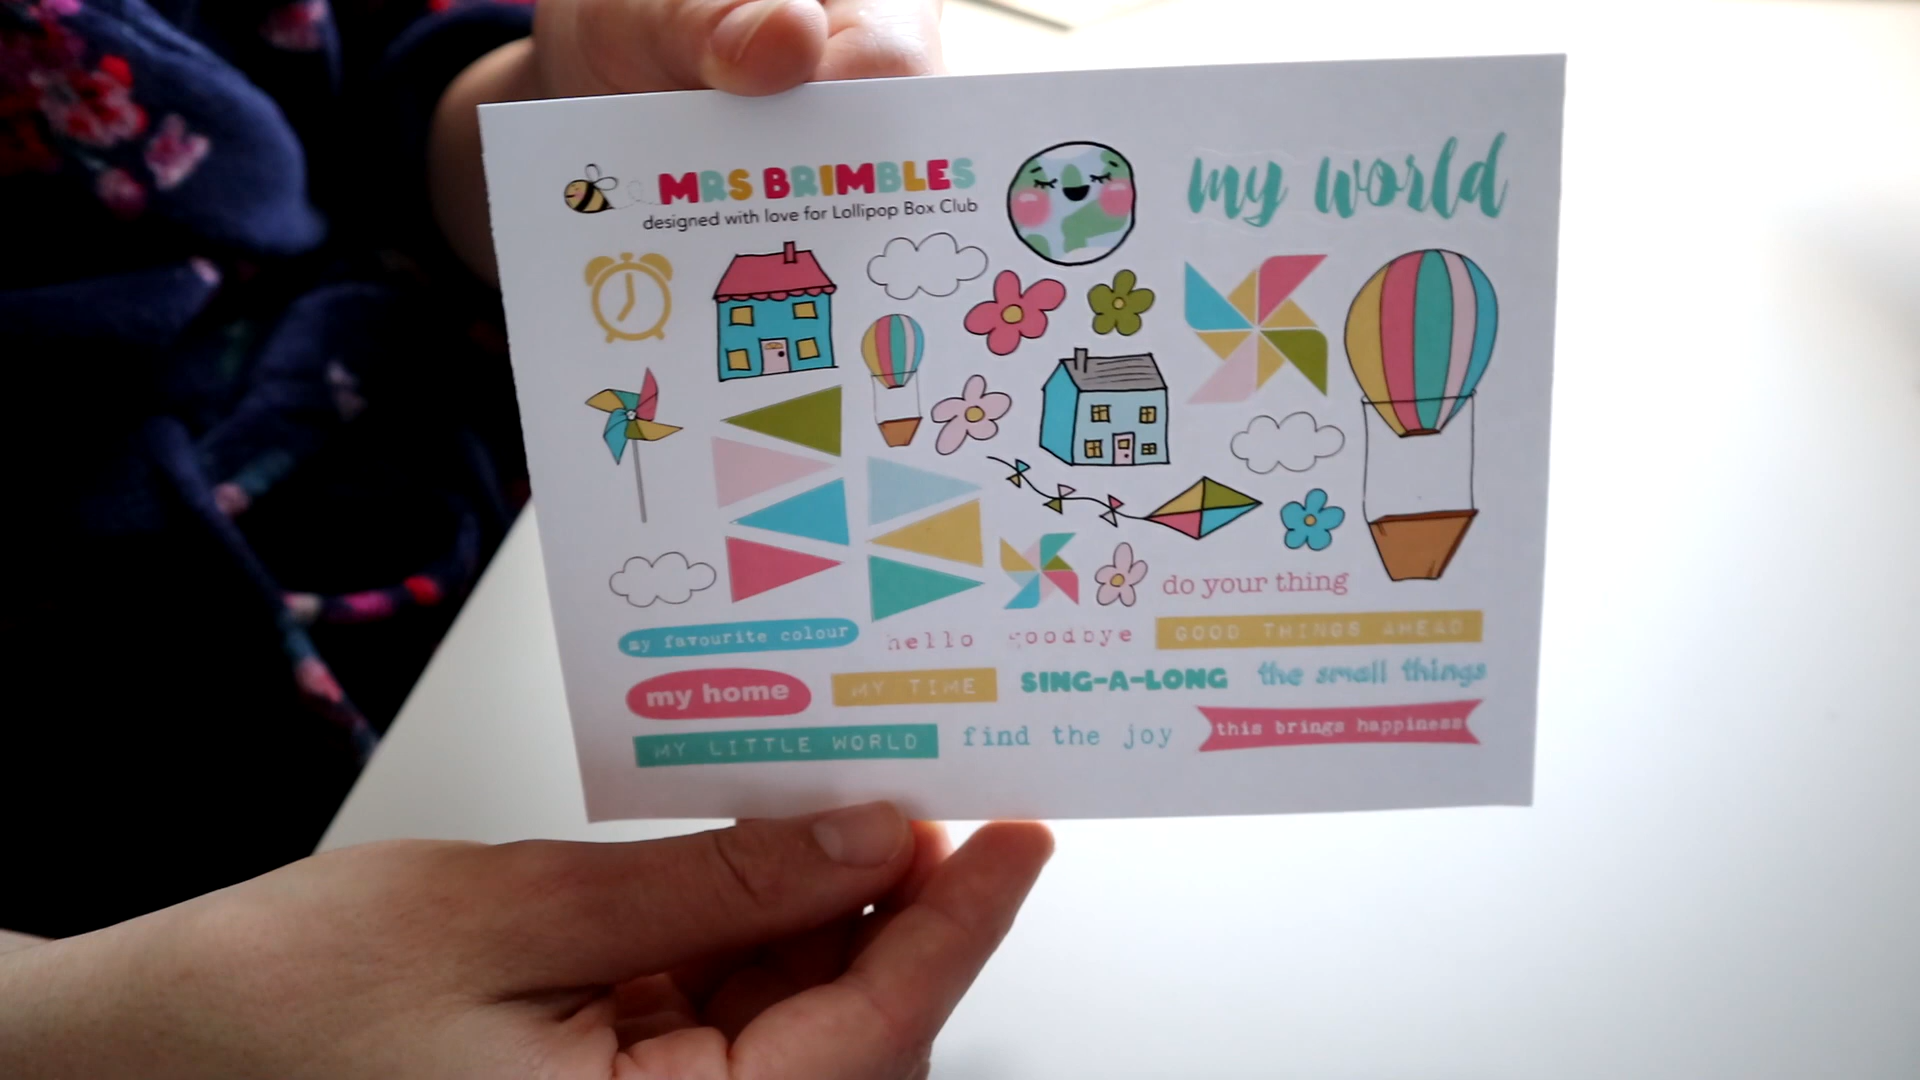 MRS BRIMBLES
designed with love for Lollipop Box Club
my world
do your thing
my favourite colour
hello
goodbye
GOOD THINGS AHEAD
my home
MY TIME
SING-A-LONG
the small things
MY LITTLE WORLD
find the joy
this brings happiness